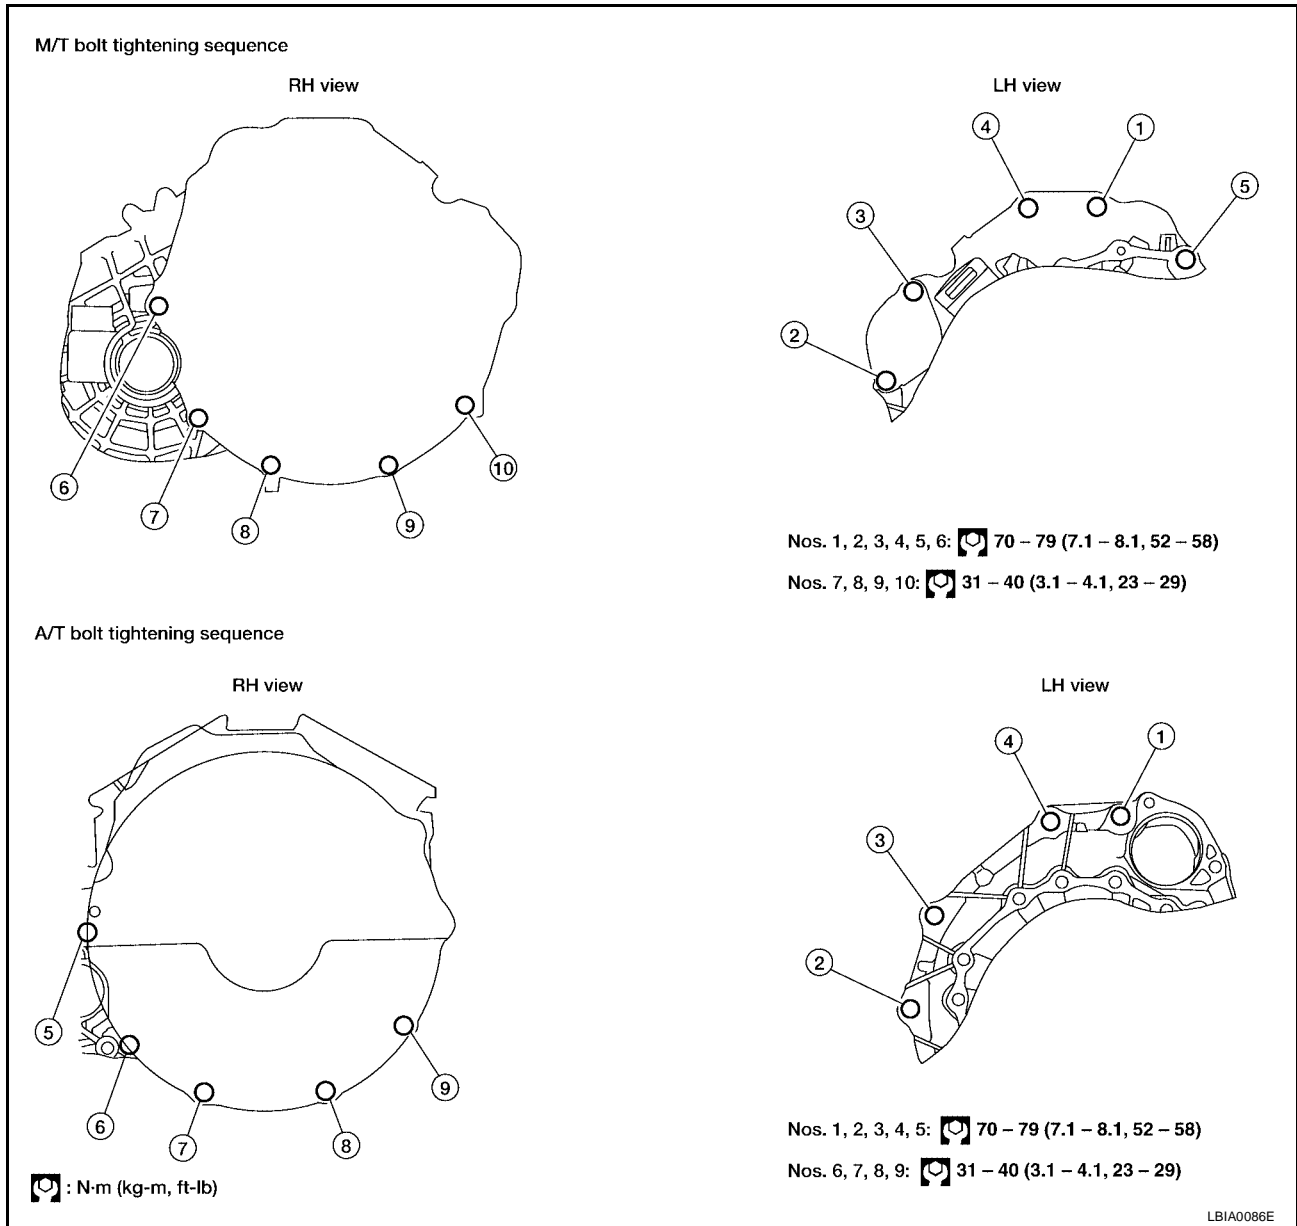 M/T bolt tightening sequence
RH view
LH view
4
1
5
3
2
6
7
8
9
10
Nos. 1, 2, 3, 4, 5, 6: 70 – 79 (7.1 – 8.1, 52 – 58)
Nos. 7, 8, 9, 10: 31 – 40 (3.1 – 4.1, 23 – 29)
A/T bolt tightening sequence
RH view
LH view
4
1
3
2
5
6
7
8
9
Nos. 1, 2, 3, 4, 5: 70 – 79 (7.1 – 8.1, 52 – 58)
Nos. 6, 7, 8, 9: 31 – 40 (3.1 – 4.1, 23 – 29)
: N·m (kg-m, ft-lb)
LBIA0086E